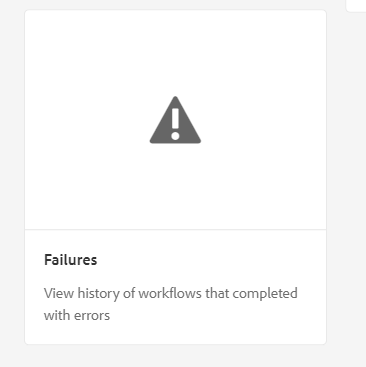 Failures
View history of workflows that completed
with errors